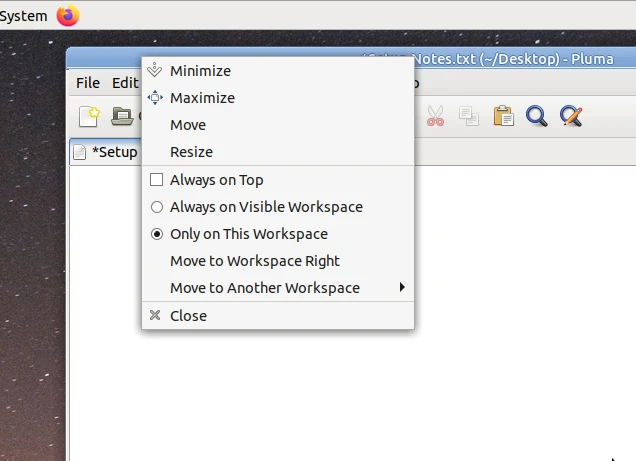 System
Notes.txt (~/Desktop) - Pluma
File Edit
Minimize
Maximize
Move
Resize
*Setup
Always on Top
Always on Visible Workspace
Only on This Workspace
Move to Workspace Right
Move to Another Workspace
Close